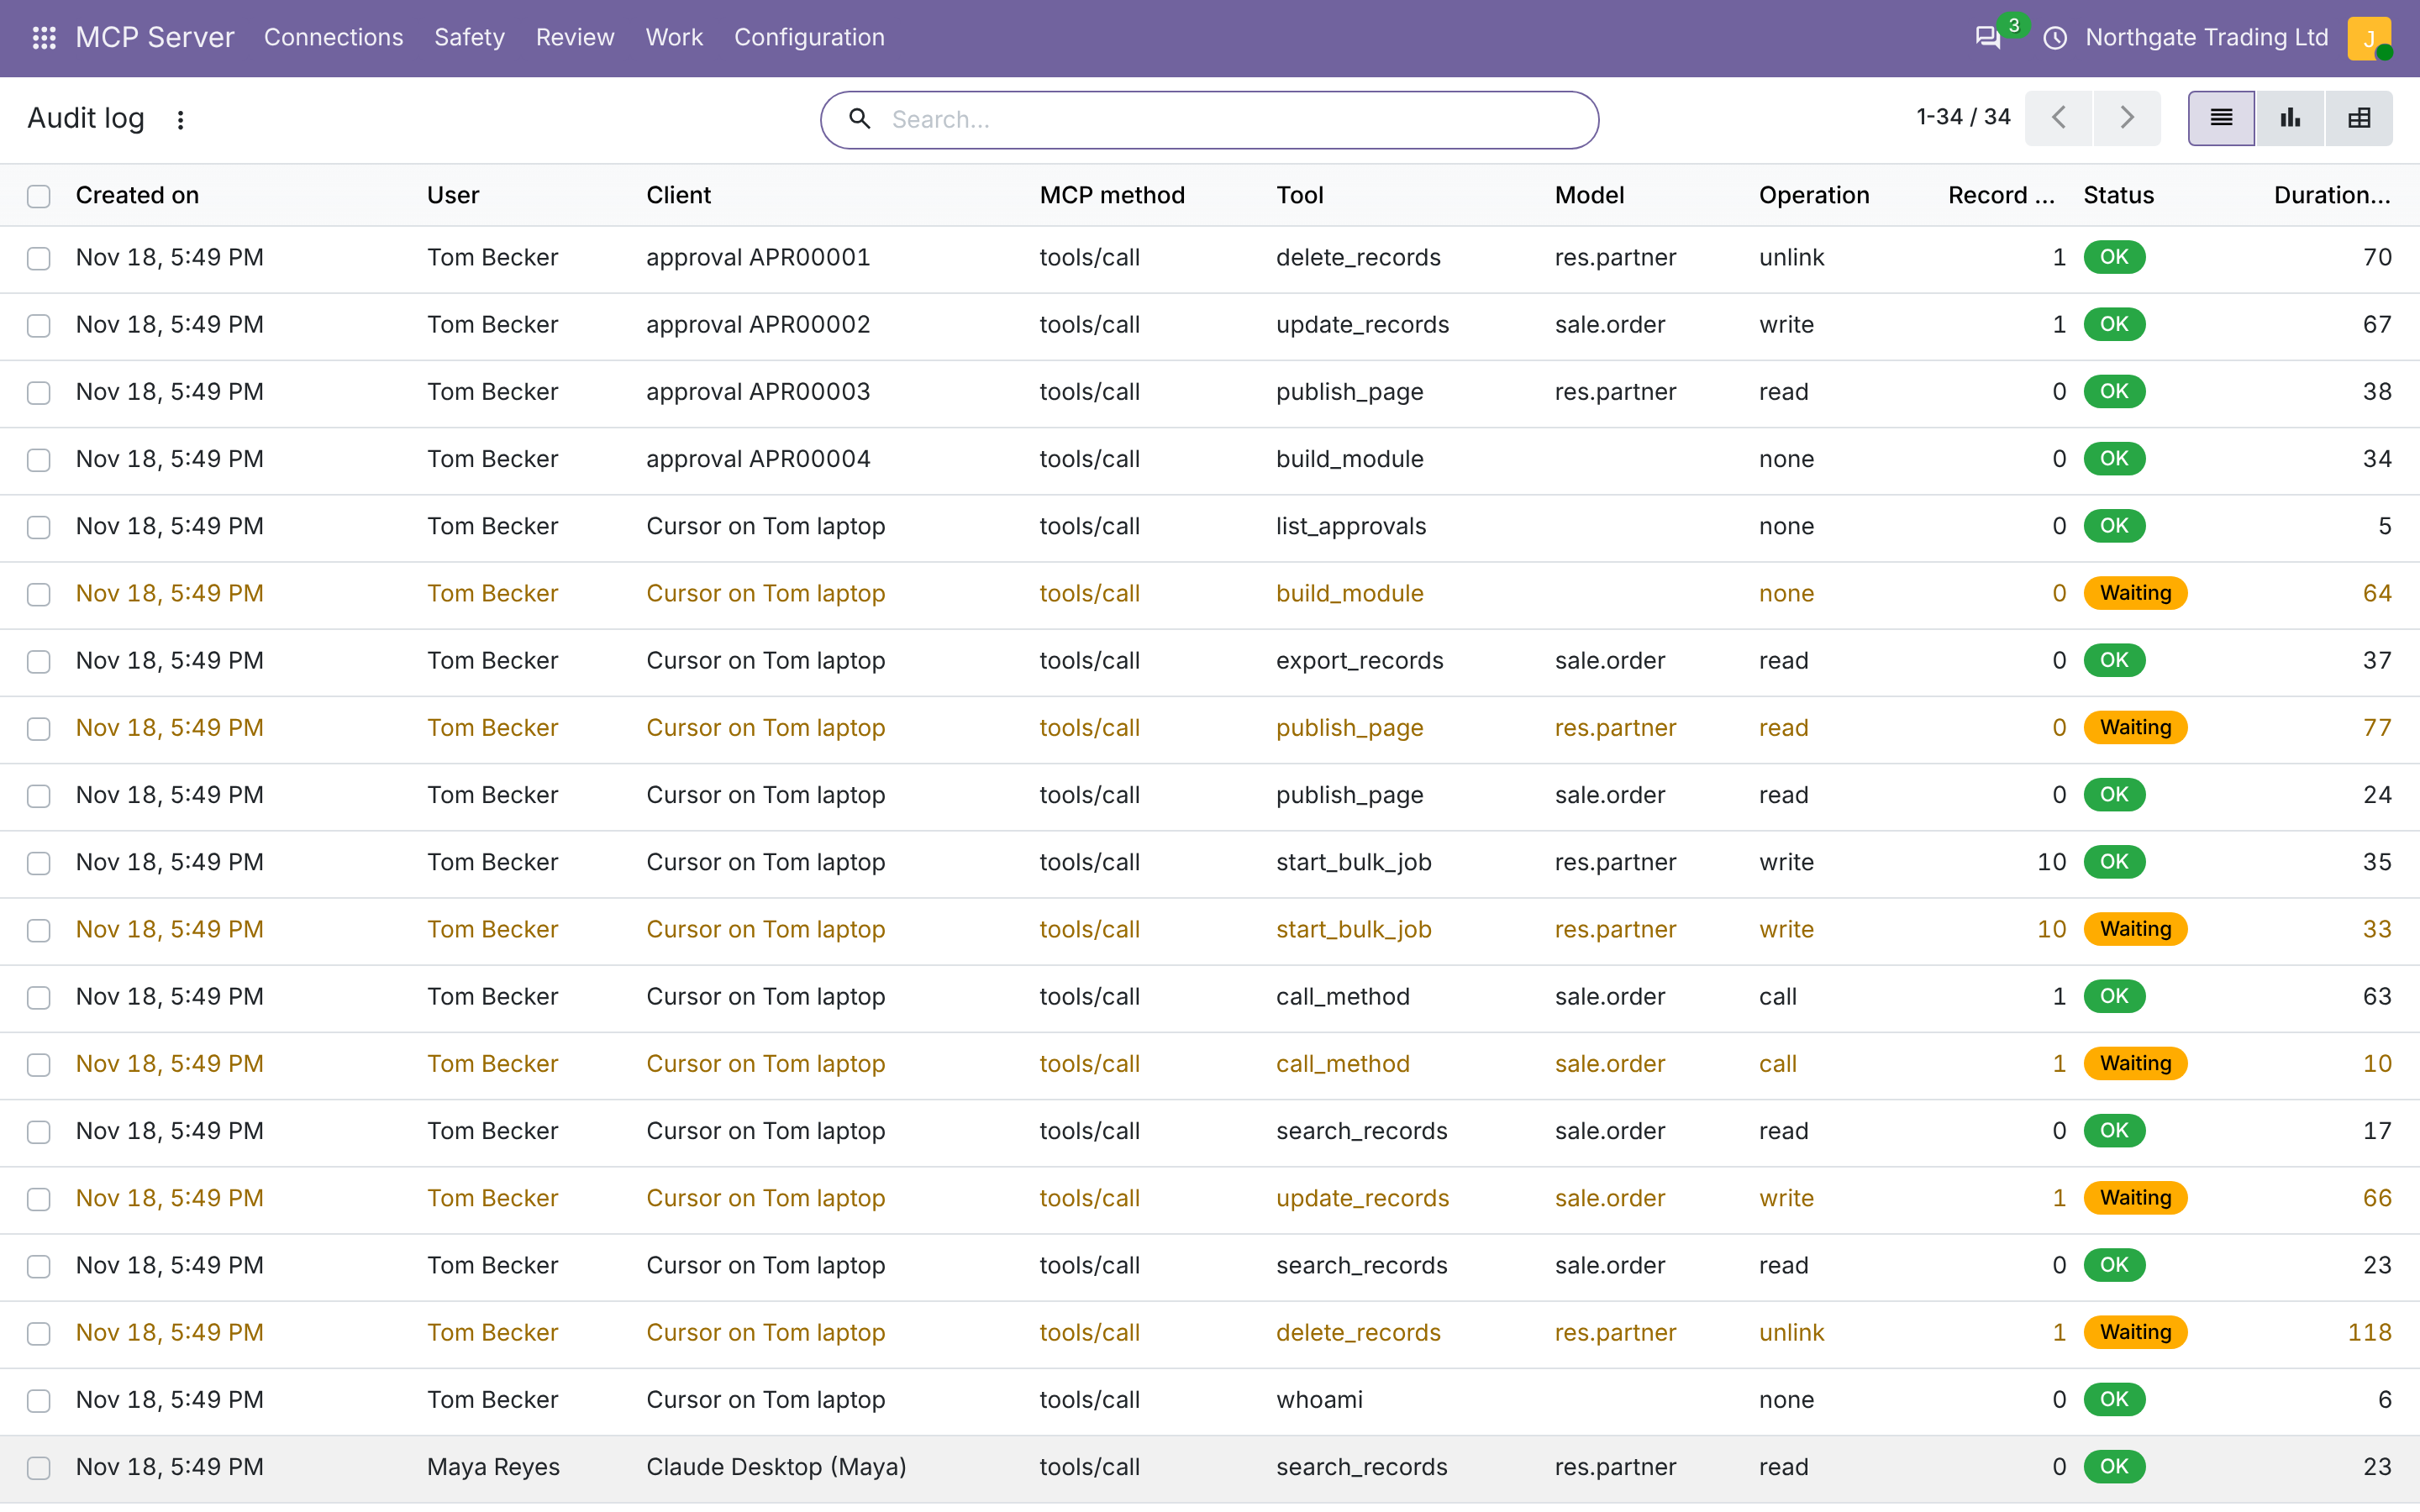 MCP Server Connections Safety Review Work Configuration 3 Northgate Trading Ltd J
Audit log Search... 1-34 / 34
Created on User Client MCP method Tool Model Operation Record ... Status Duration...
Nov 18, 5:49 PM Tom Becker approval APR00001 tools/call delete_records res.partner unlink 1 OK 70
Nov 18, 5:49 PM Tom Becker approval APR00002 tools/call update_records sale.order write 1 OK 67
Nov 18, 5:49 PM Tom Becker approval APR00003 tools/call publish_page res.partner read 0 OK 38
Nov 18, 5:49 PM Tom Becker approval APR00004 tools/call build_module none 0 OK 34
Nov 18, 5:49 PM Tom Becker Cursor on Tom laptop tools/call list_approvals none 0 OK 5
Nov 18, 5:49 PM Tom Becker Cursor on Tom laptop tools/call build_module none 0 Waiting 64
Nov 18, 5:49 PM Tom Becker Cursor on Tom laptop tools/call export_records sale.order read 0 OK 37
Nov 18, 5:49 PM Tom Becker Cursor on Tom laptop tools/call publish_page res.partner read 0 Waiting 77
Nov 18, 5:49 PM Tom Becker Cursor on Tom laptop tools/call publish_page sale.order read 0 OK 24
Nov 18, 5:49 PM Tom Becker Cursor on Tom laptop tools/call start_bulk_job res.partner write 10 OK 35
Nov 18, 5:49 PM Tom Becker Cursor on Tom laptop tools/call start_bulk_job res.partner write 10 Waiting 33
Nov 18, 5:49 PM Tom Becker Cursor on Tom laptop tools/call call_method sale.order call 1 OK 63
Nov 18, 5:49 PM Tom Becker Cursor on Tom laptop tools/call call_method sale.order call 1 Waiting 10
Nov 18, 5:49 PM Tom Becker Cursor on Tom laptop tools/call search_records sale.order read 0 OK 17
Nov 18, 5:49 PM Tom Becker Cursor on Tom laptop tools/call update_records sale.order write 1 Waiting 66
Nov 18, 5:49 PM Tom Becker Cursor on Tom laptop tools/call search_records sale.order read 0 OK 23
Nov 18, 5:49 PM Tom Becker Cursor on Tom laptop tools/call delete_records res.partner unlink 1 Waiting 118
Nov 18, 5:49 PM Tom Becker Cursor on Tom laptop tools/call whoami none 0 OK 6
Nov 18, 5:49 PM Maya Reyes Claude Desktop (Maya) tools/call search_records res.partner read 0 OK 23